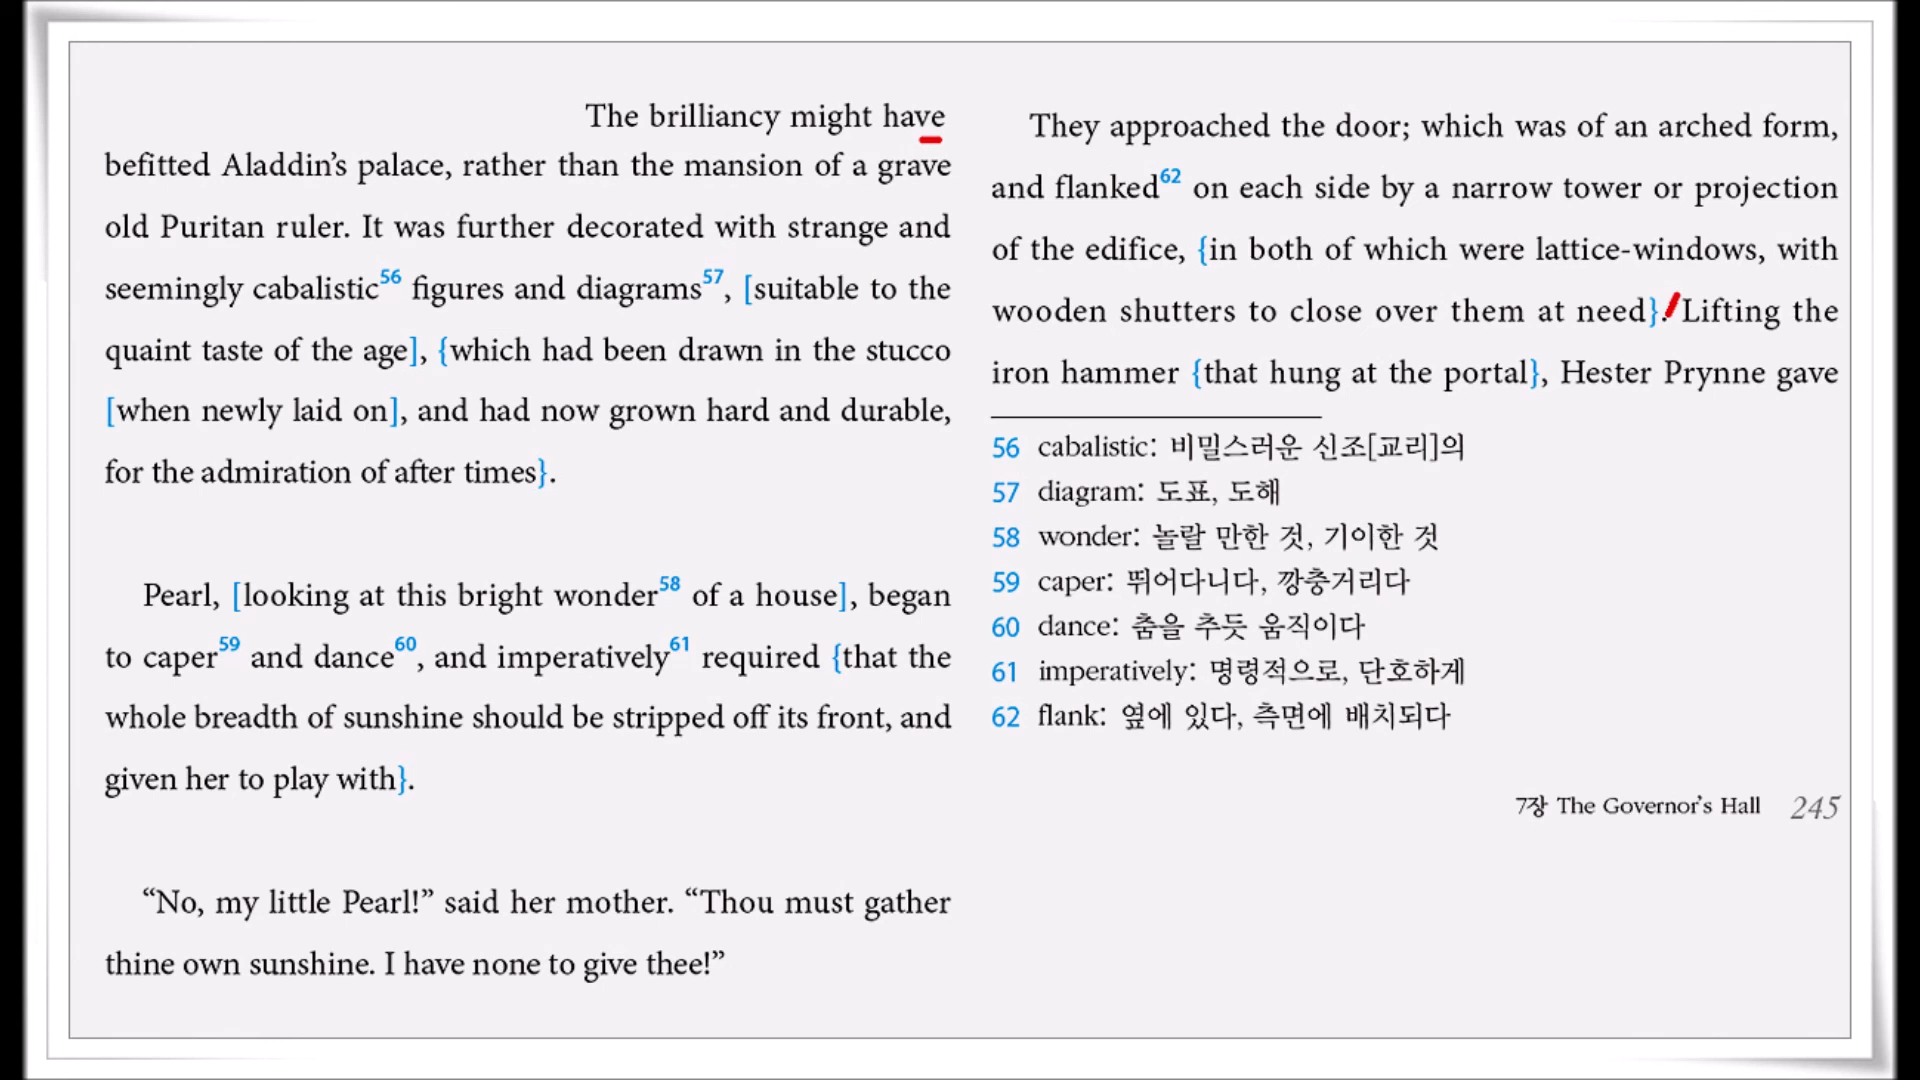 The brilliancy might have
befitted Aladdin’s palace, rather than the mansion of a grave
old Puritan ruler. It was further decorated with strange and
seemingly cabalistic56 figures and diagrams57, [suitable to the
quaint taste of the age], {which had been drawn in the stucco
[when newly laid on], and had now grown hard and durable,
for the admiration of after times}.
Pearl, [looking at this bright wonder58 of a house], began
to caper59 and dance60, and imperatively61 required {that the
whole breadth of sunshine should be stripped off its front, and
given her to play with}.
“No, my little Pearl!” said her mother. “Thou must gather
thine own sunshine. I have none to give thee!”
They approached the door; which was of an arched form,
and flanked62 on each side by a narrow tower or projection
of the edifice, {in both of which were lattice-windows, with
wooden shutters to close over them at need}. Lifting the
iron hammer {that hung at the portal}, Hester Prynne gave
56 cabalistic: 비밀스러운 신조[교리]의
57 diagram: 도표, 도해
58 wonder: 놀랄 만한 것, 기이한 것
59 caper: 뛰어다니다, 깡충거리다
60 dance: 춤을 추듯 움직이다
61 imperatively: 명령적으로, 단호하게
62 flank: 옆에 있다, 측면에 배치되다
7장 The Governor’s Hall 245